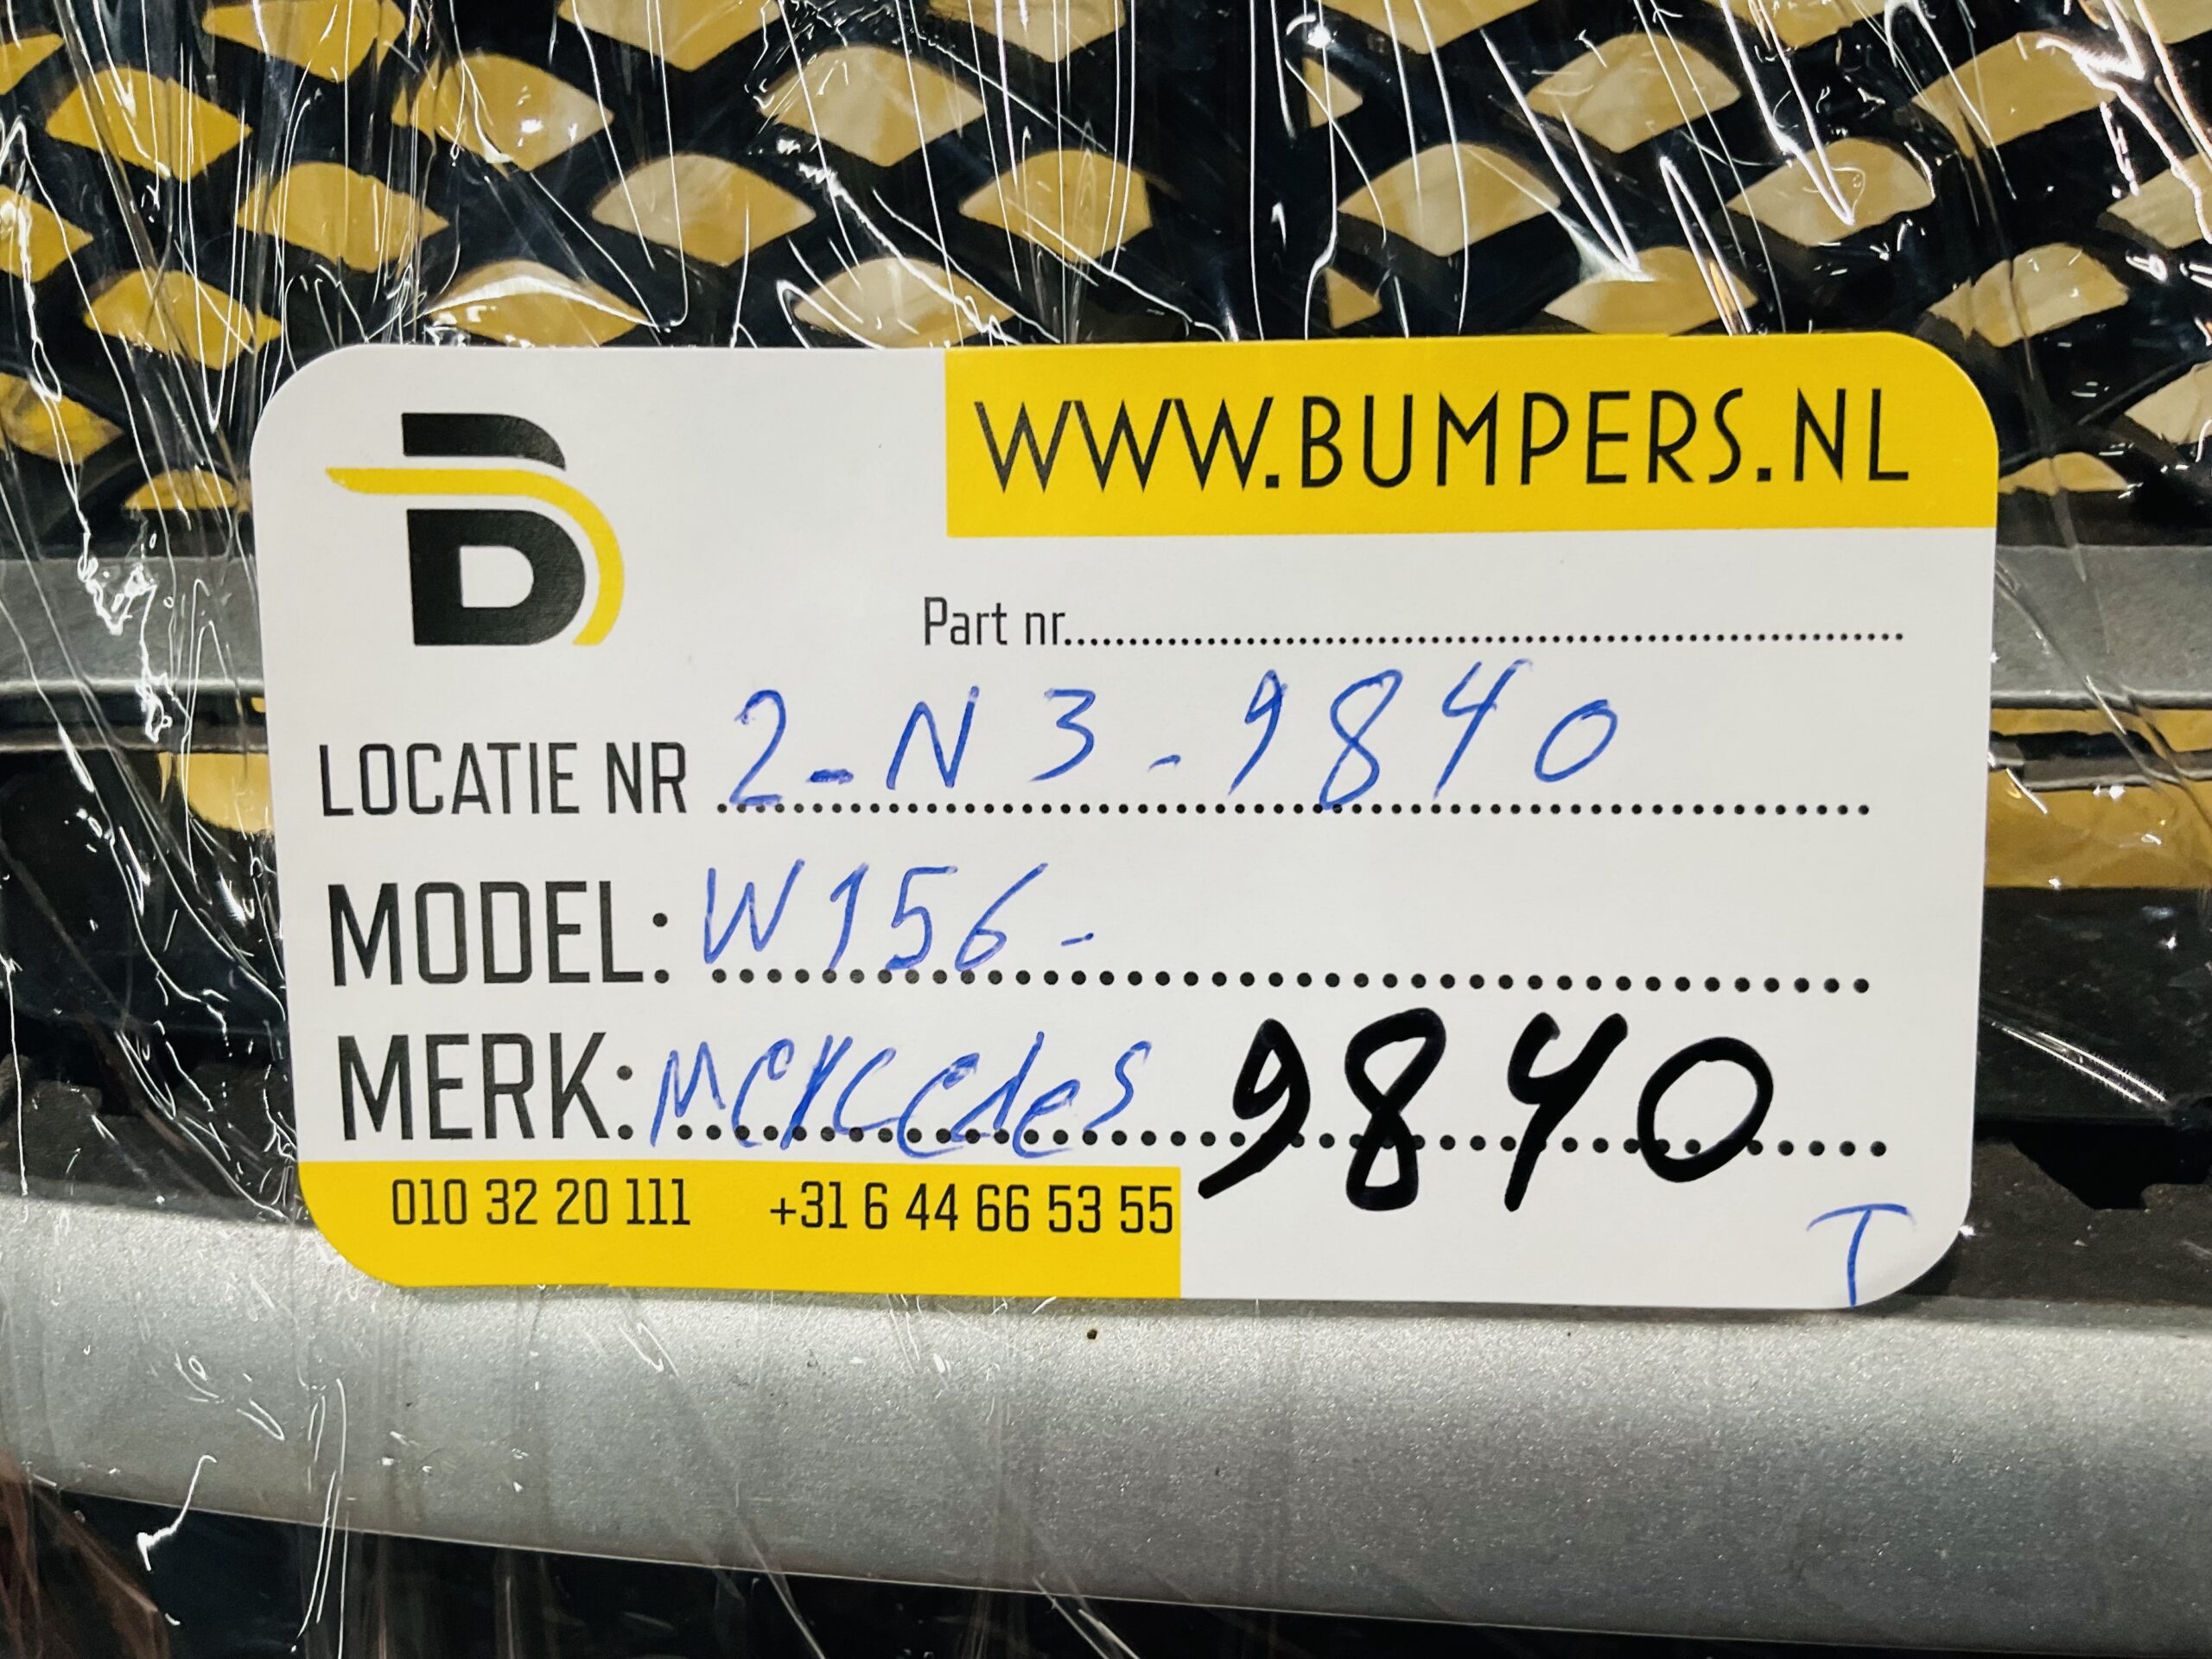 WWW.BUMPERS.NL
Part nr...........
LOCATIE NR 2-N3-9840
MODEL: W156-
MERK: Mercedes 9840
010 32 20 111 +31 6 44 66 53 55
T